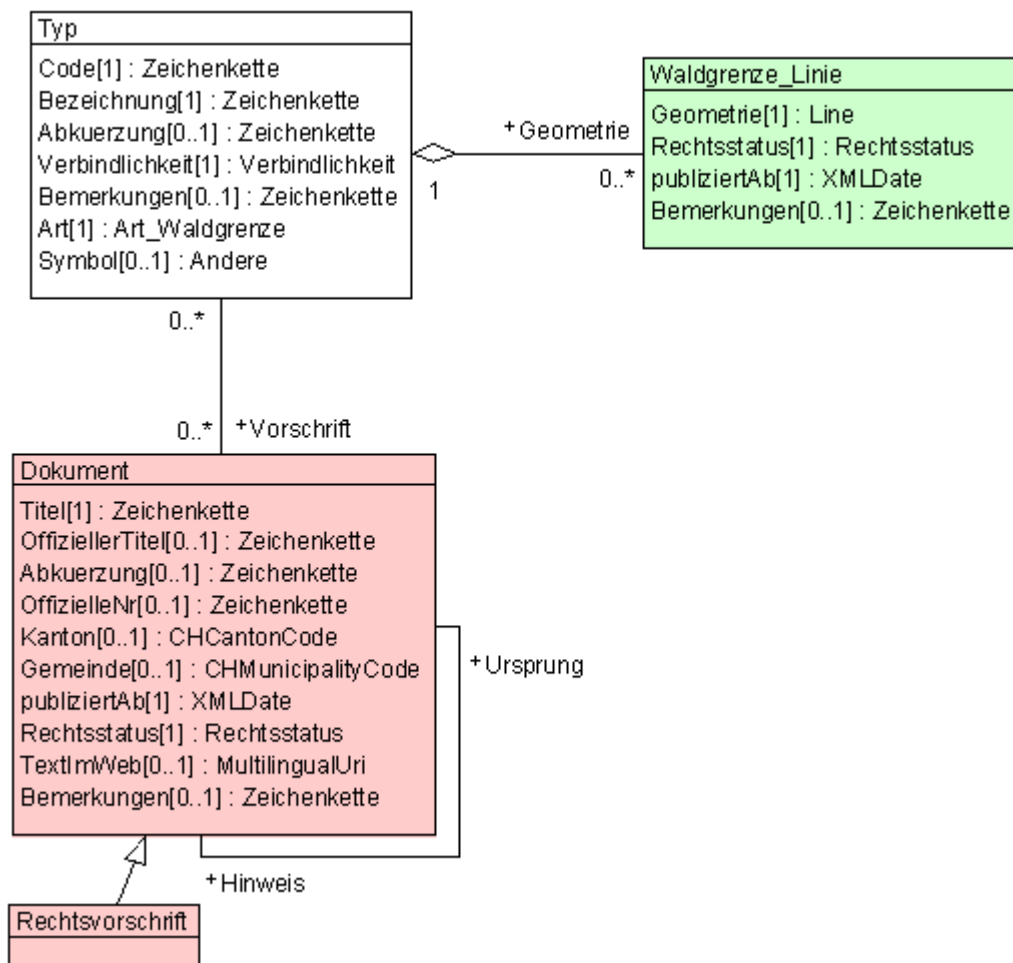 Typ
Code[1] : Zeichenkette
Bezeichnung[1] : Zeichenkette
Abkuerzung[0..1] : Zeichenkette
Verbindlichkeit[1] : Verbindlichkeit
Bemerkungen[0..1] : Zeichenkette
Art[1] : Art_Waldgrenze
Symbol[0..1] : Andere
1
+Geometrie
0..*
Waldgrenze_Linie
Geometrie[1] : Line
Rechtsstatus[1] : Rechtsstatus
publiziertAb[1] : XMLDate
Bemerkungen[0..1] : Zeichenkette
0..*
0..* +Vorschrift
Dokument
Titel[1] : Zeichenkette
OffiziellerTitel[0..1] : Zeichenkette
Abkuerzung[0..1] : Zeichenkette
OffizielleNr[0..1] : Zeichenkette
Kanton[0..1] : CHCantonCode
Gemeinde[0..1] : CHMunicipalityCode
publiziertAb[1] : XMLDate
Rechtsstatus[1] : Rechtsstatus
TextImWeb[0..1] : MultilingualUri
Bemerkungen[0..1] : Zeichenkette
+Ursprung
+Hinweis
Rechtsvorschrift